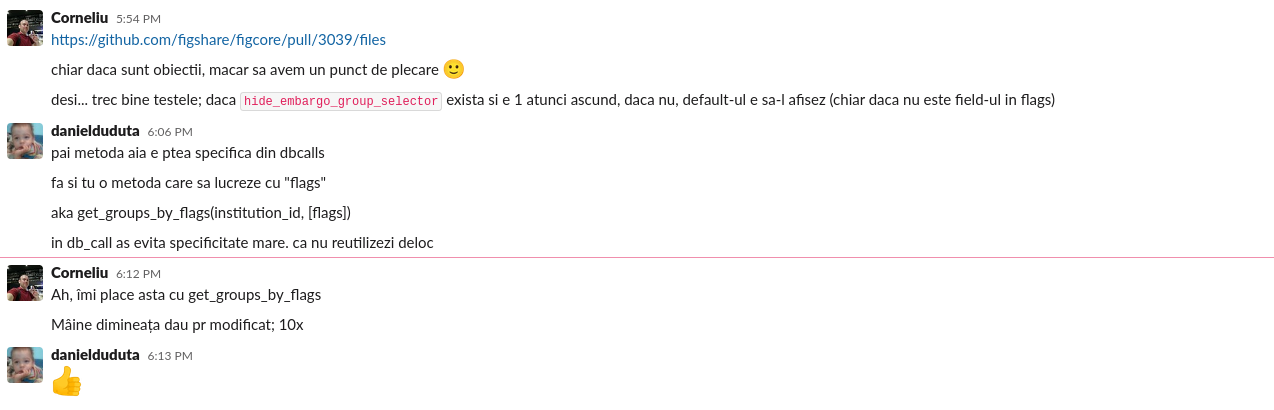 Corneliu 5:54 PM
https://github.com/figshare/figcore/pull/3039/files
chiar daca sunt obiectii, macar sa avem un punct de plecare 🙂
desi... trec bine testele; daca hide_embargo_group_selector exista si e 1 atunci ascund, daca nu, default-ul e sa-l afisez (chiar daca nu este field-ul in flags)
danielduduta 6:06 PM
pai metoda aia e ptea specifica din dbcalls
fa si tu o metoda care sa lucreze cu "flags"
aka get_groups_by_flags(institution_id, [flags])
in db_call as evita specificitate mare. ca nu reutilizezi deloc
Corneliu 6:12 PM
Ah, îmi place asta cu get_groups_by_flags
Mâine dimineața dau pr modificat; 10x
danielduduta 6:13 PM
👍